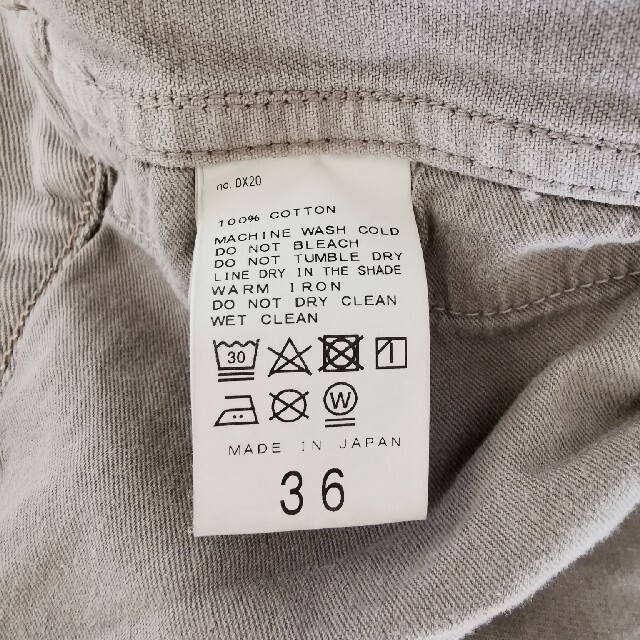 no. DX20
100% COTTON
MACHINE WASH COLD
DO NOT BLEACH
DO NOT TUMBLE DRY
LINE DRY IN THE SHADE
WARM IRON
DO NOT DRY CLEAN
WET CLEAN
30
W
MADE IN JAPAN
36